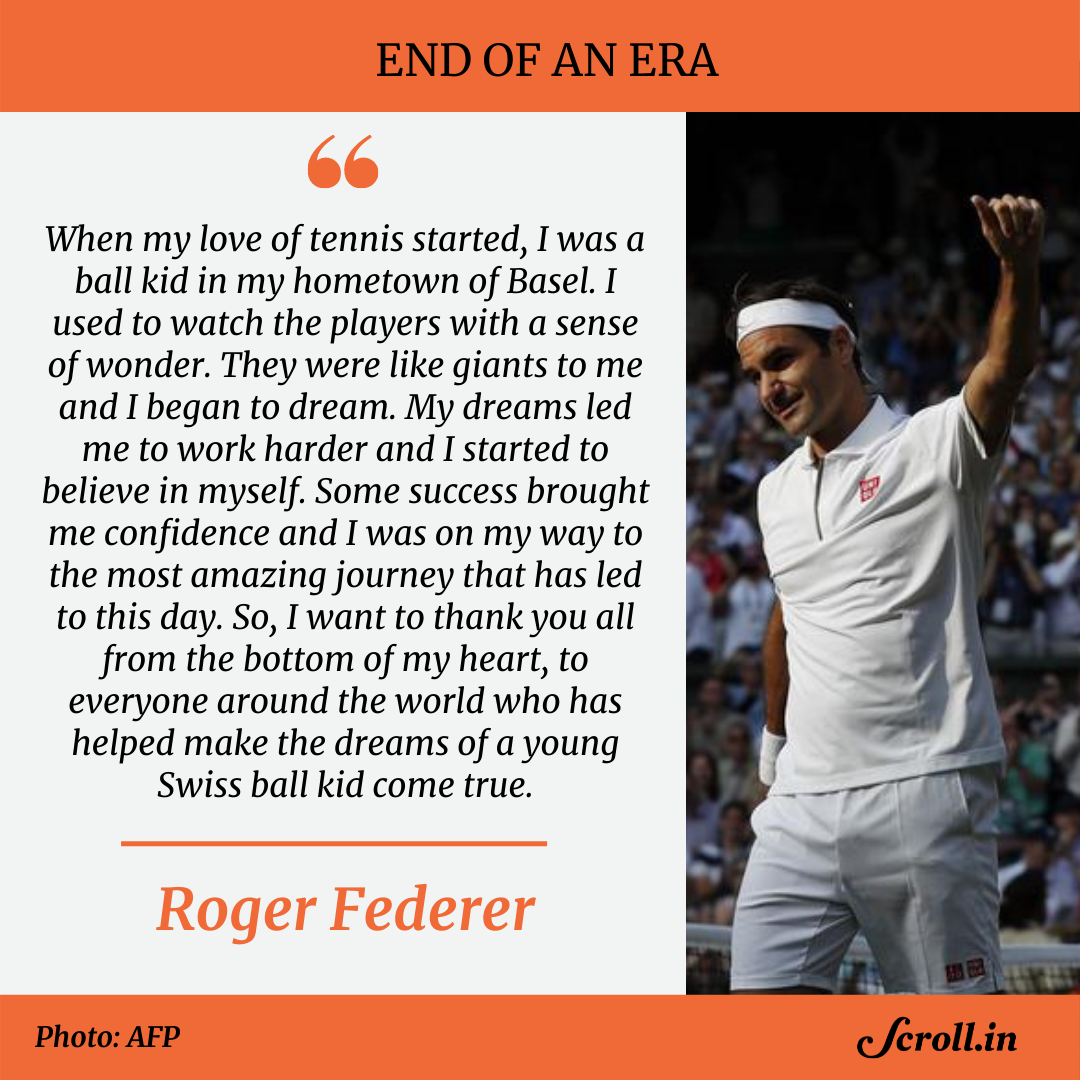 END OF AN ERA
“
When my love of tennis started, I was a
ball kid in my hometown of Basel. I
used to watch the players with a sense
of wonder. They were like giants to me
and I began to dream. My dreams led
me to work harder and I started to
believe in myself. Some success brought
me confidence and I was on my way to
the most amazing journey that has led
to this day. So, I want to thank you all
from the bottom of my heart, to
everyone around the world who has
helped make the dreams of a young
Swiss ball kid come true.
Roger Federer
Photo: AFP
Scroll.in